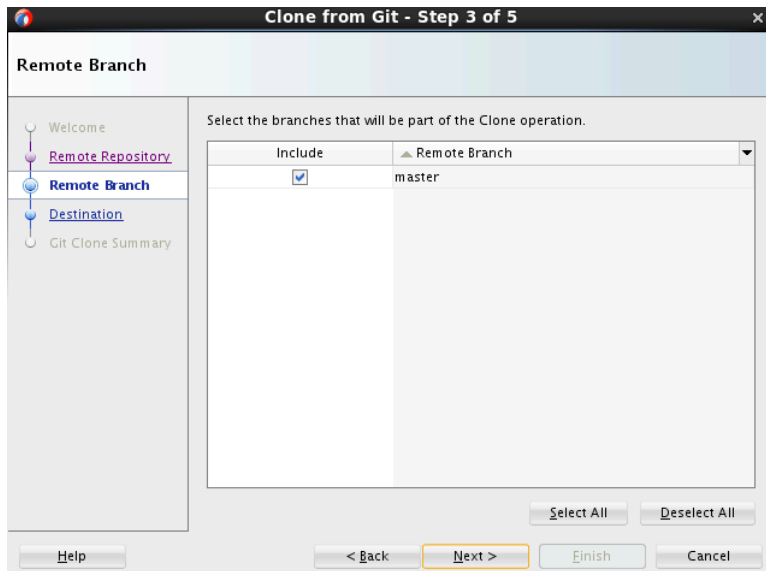 Clone from Git - Step 3 of 5
Remote Branch
Welcome
Remote Repository
Remote Branch
Destination
Git Clone Summary
Select the branches that will be part of the Clone operation.
Include Remote Branch
master
Select All Deselect All
Help < Back Next > Finish Cancel